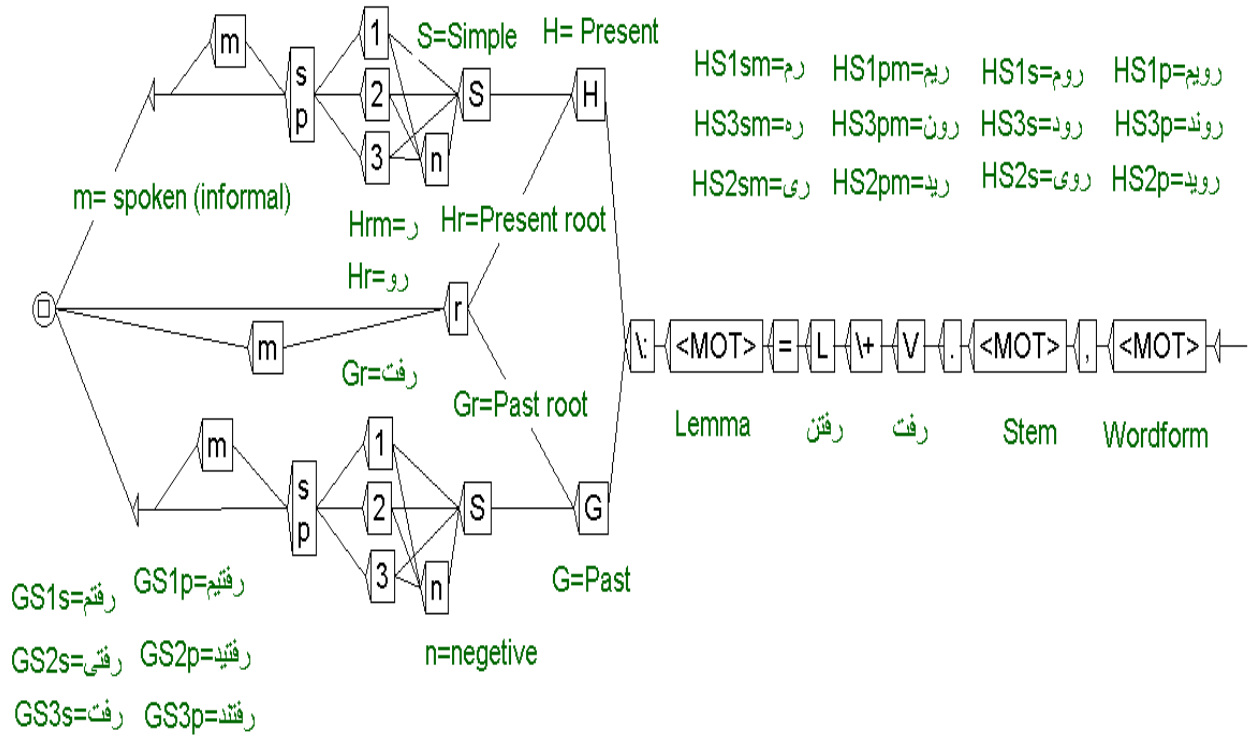 m
1
S=Simple
H= Present
s
p
2
S
H
3
n
HS1sm=رم HS1pm=ریم HS1s=روم HS1p=رویم
HS3sm=ره HS3pm=رون HS3s=رود HS3p=روند
HS2sm=ری HS2pm=رید HS2s=روی HS2p=روید
m= spoken (informal)
Hrm=ر
Hr=Present root
Hr=رو
m
r
Gr=رفت
Gr=Past root
\: <MOT> = L \+ V . <MOT> , <MOT>
Lemma رفتن رفت Stem Wordform
m
1
s
p
2
S
G
3
n
G=Past
n=negetive
GS1s=رفتم GS1p=رفتیم
GS2s=رفتی GS2p=رفتید
GS3s=رفت GS3p=رفتند